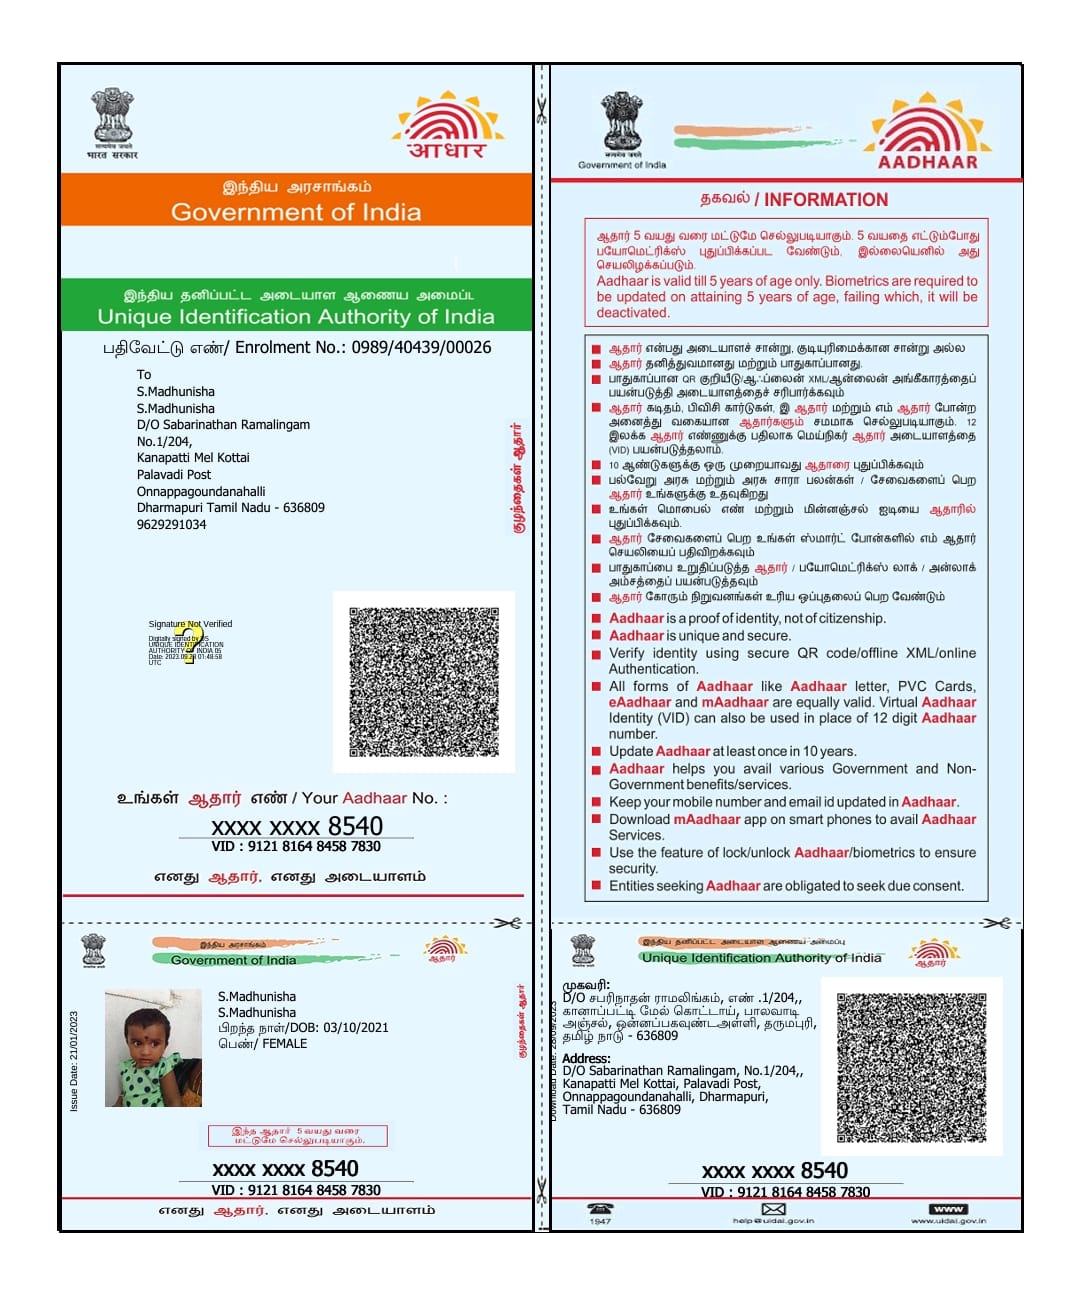 भारत सरकार
आधार
இந்திய அரசாங்கம்
Government of India
இந்திய தனிப்பட்ட அடையாள ஆணைய அமைப்பு
Unique Identification Authority of India
பதிவேட்டு எண்/ Enrolment No.: 0989/40439/00026
To
S.Madhunisha
S.Madhunisha
D/O Sabarinathan Ramalingam
No.1/204,
Kanapatti Mel Kottai
Palavadi Post
Onnappagoundanahalli
Dharmapuri Tamil Nadu - 636809
9629291034
குழந்தைகள் ஆதார்
Signature Not Verified
Digitally signed by DS
UNIQUE IDENTIFICATION
AUTHORITY OF INDIA 05
Date: 2023.09.28 01:48:58
UTC
உங்கள் ஆதார் எண் / Your Aadhaar No. :
xxxx xxxx 8540
VID : 9121 8164 8458 7830
எனது ஆதார், எனது அடையாளம்
Government of India
AADHAAR
தகவல் / INFORMATION
ஆதார் 5 வயது வரை மட்டுமே செல்லுபடியாகும். 5 வயதை எட்டும்போது
பயோமெட்ரிக்ஸ் புதுப்பிக்கப்பட வேண்டும், இல்லையெனில் அது
செயலிழக்கப்படும்.
Aadhaar is valid till 5 years of age only. Biometrics are required to
be updated on attaining 5 years of age, failing which, it will be
deactivated.
ஆதார் என்பது அடையாளச் சான்று, குடியுரிமைக்கான சான்று அல்ல
ஆதார் தனித்துவமானது மற்றும் பாதுகாப்பானது.
பாதுகாப்பான QR குறியீடு/ஆஃப்லைன் XML/ஆன்லைன் அங்கீகாரத்தைப்
பயன்படுத்தி அடையாளத்தைச் சரிபார்க்கவும்
ஆதார் கடிதம், பிவிசி கார்டுகள், இ ஆதார் மற்றும் எம் ஆதார் போன்ற
அனைத்து வகையான ஆதார்களும் சமமாக செல்லுபடியாகும். 12
இலக்க ஆதார் எண்ணுக்கு பதிலாக மெய்நிகர் ஆதார் அடையாளத்தை
(VID) பயன்படுத்தலாம்.
10 ஆண்டுகளுக்கு ஒரு முறையாவது ஆதாரை புதுப்பிக்கவும்
பல்வேறு அரசு மற்றும் அரசு சாரா பலன்கள் / சேவைகளைப் பெற
ஆதார் உங்களுக்கு உதவுகிறது
உங்கள் மொபைல் எண் மற்றும் மின்னஞ்சல் ஐடியை ஆதாரில்
புதுப்பிக்கவும்.
ஆதார் சேவைகளைப் பெற உங்கள் ஸ்மார்ட் போன்களில் எம் ஆதார்
செயலியைப் பதிவிறக்கவும்
பாதுகாப்பை உறுதிப்படுத்த ஆதார் / பயோமெட்ரிக்ஸ் லாக் / அன்லாக்
அம்சத்தைப் பயன்படுத்தவும்
ஆதார் கோரும் நிறுவனங்கள் உரிய ஒப்புதலைப் பெற வேண்டும்
Aadhaar is a proof of identity, not of citizenship.
Aadhaar is unique and secure.
Verify identity using secure QR code/offline XML/online
Authentication.
All forms of Aadhaar like Aadhaar letter, PVC Cards,
eAadhaar and mAadhaar are equally valid. Virtual Aadhaar
Identity (VID) can also be used in place of 12 digit Aadhaar
number.
Update Aadhaar at least once in 10 years.
Aadhaar helps you avail various Government and Non-
Government benefits/services.
Keep your mobile number and email id updated in Aadhaar.
Download mAadhaar app on smart phones to avail Aadhaar
Services.
Use the feature of lock/unlock Aadhaar/biometrics to ensure
security.
Entities seeking Aadhaar are obligated to seek due consent.
இந்திய அரசாங்கம்
Government of India
ஆதார்
Issue Date: 21/01/2023
S.Madhunisha
S.Madhunisha
பிறந்த நாள்/DOB: 03/10/2021
பெண்/ FEMALE
குழந்தைகள் ஆதார்
இந்த ஆதார் 5 வயது வரை
மட்டுமே செல்லுபடியாகும்.
xxxx xxxx 8540
VID : 9121 8164 8458 7830
எனது ஆதார், எனது அடையாளம்
இந்திய தனிப்பட்ட அடையாள ஆணைய அமைப்பு
Unique Identification Authority of India
ஆதார்
Download Date: 28/09/2023
முகவரி:
D/O சபரிநாதன் ராமலிங்கம், எண் .1/204,,
கானாப்பட்டி மேல் கொட்டாய், பாலவாடி
அஞ்சல், ஒன்னப்பகவுண்டஅள்ளி, தருமபுரி,
தமிழ் நாடு - 636809
Address:
D/O Sabarinathan Ramalingam, No.1/204,,
Kanapatti Mel Kottai, Palavadi Post,
Onnappagoundanahalli, Dharmapuri,
Tamil Nadu - 636809
xxxx xxxx 8540
VID : 9121 8164 8458 7830
1947
help@uidai.gov.in
www
www.uidai.gov.in